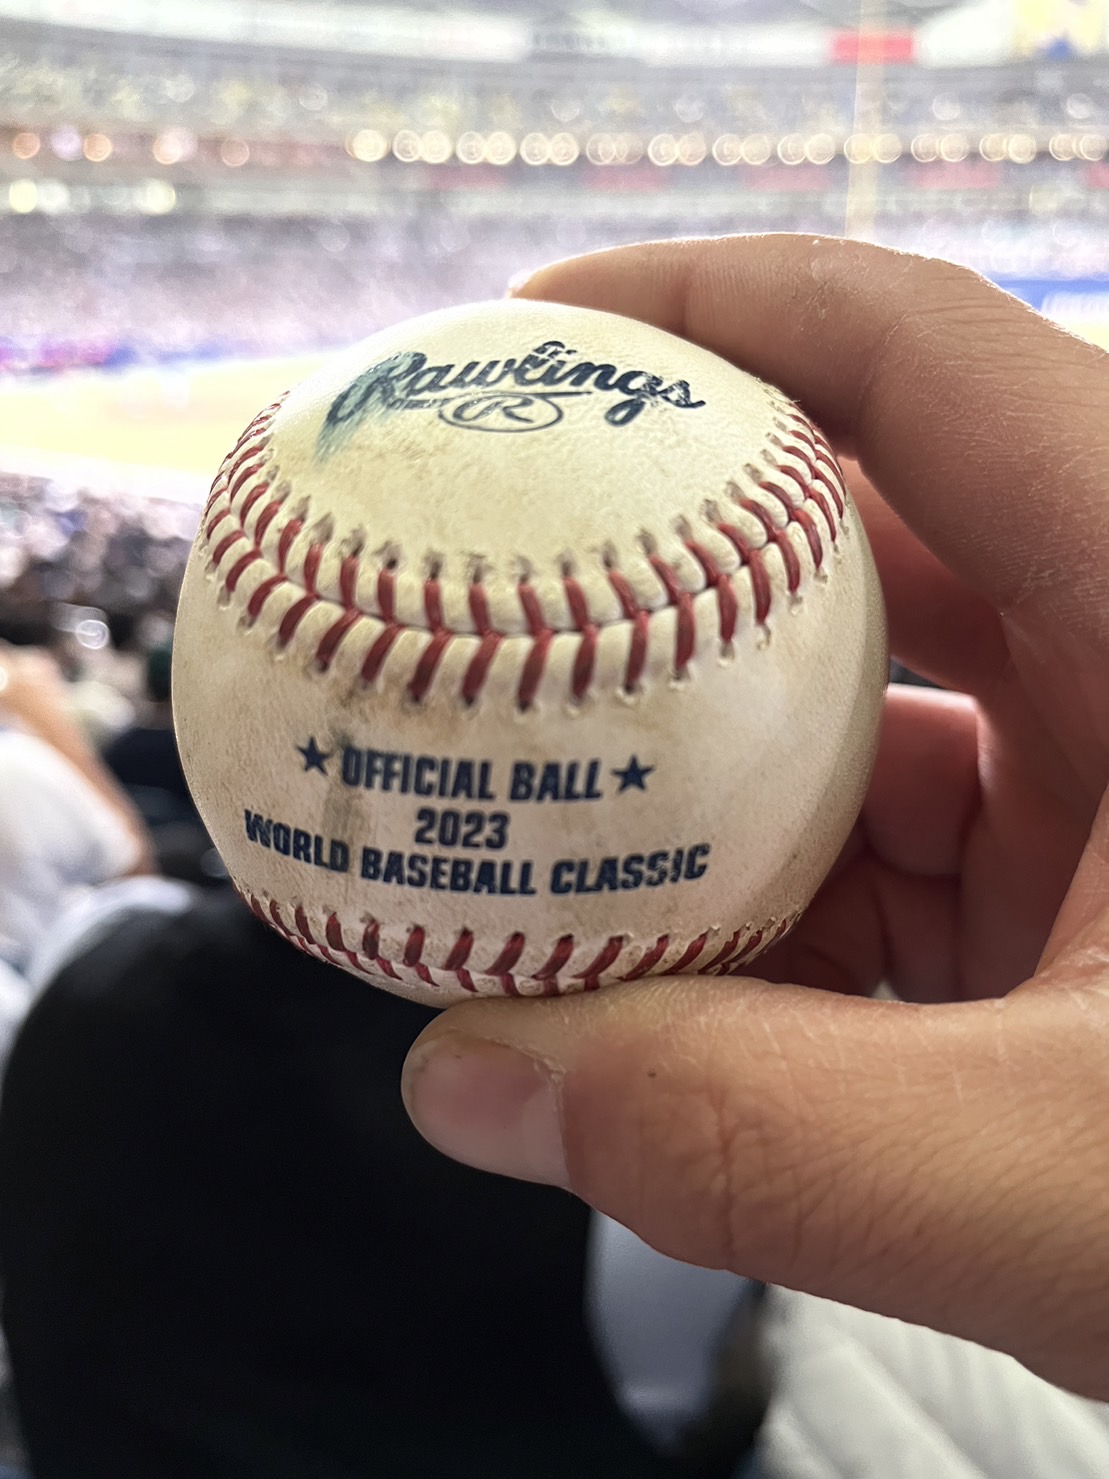 Rawlings
R
★ OFFICIAL BALL ★
2023
WORLD BASEBALL CLASSIC